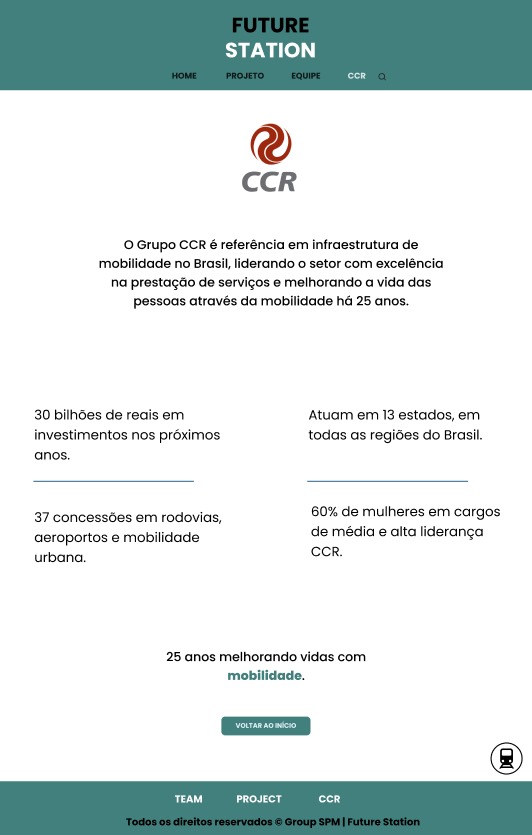 FUTURE
STATION
HOME PROJETO EQUIPE CCR
CCR
O Grupo CCR é referência em infraestrutura de
mobilidade no Brasil, liderando o setor com excelência
na prestação de serviços e melhorando a vida das
pessoas através da mobilidade há 25 anos.
30 bilhões de reais em
investimentos nos próximos
anos.
Atuam em 13 estados, em
todas as regiões do Brasil.
37 concessões em rodovias,
aeroportos e mobilidade
urbana.
60% de mulheres em cargos
de média e alta liderança
CCR.
25 anos melhorando vidas com
mobilidade.
VOLTAR AO INÍCIO
TEAM PROJECT CCR
Todos os direitos reservados © Group SPM | Future Station